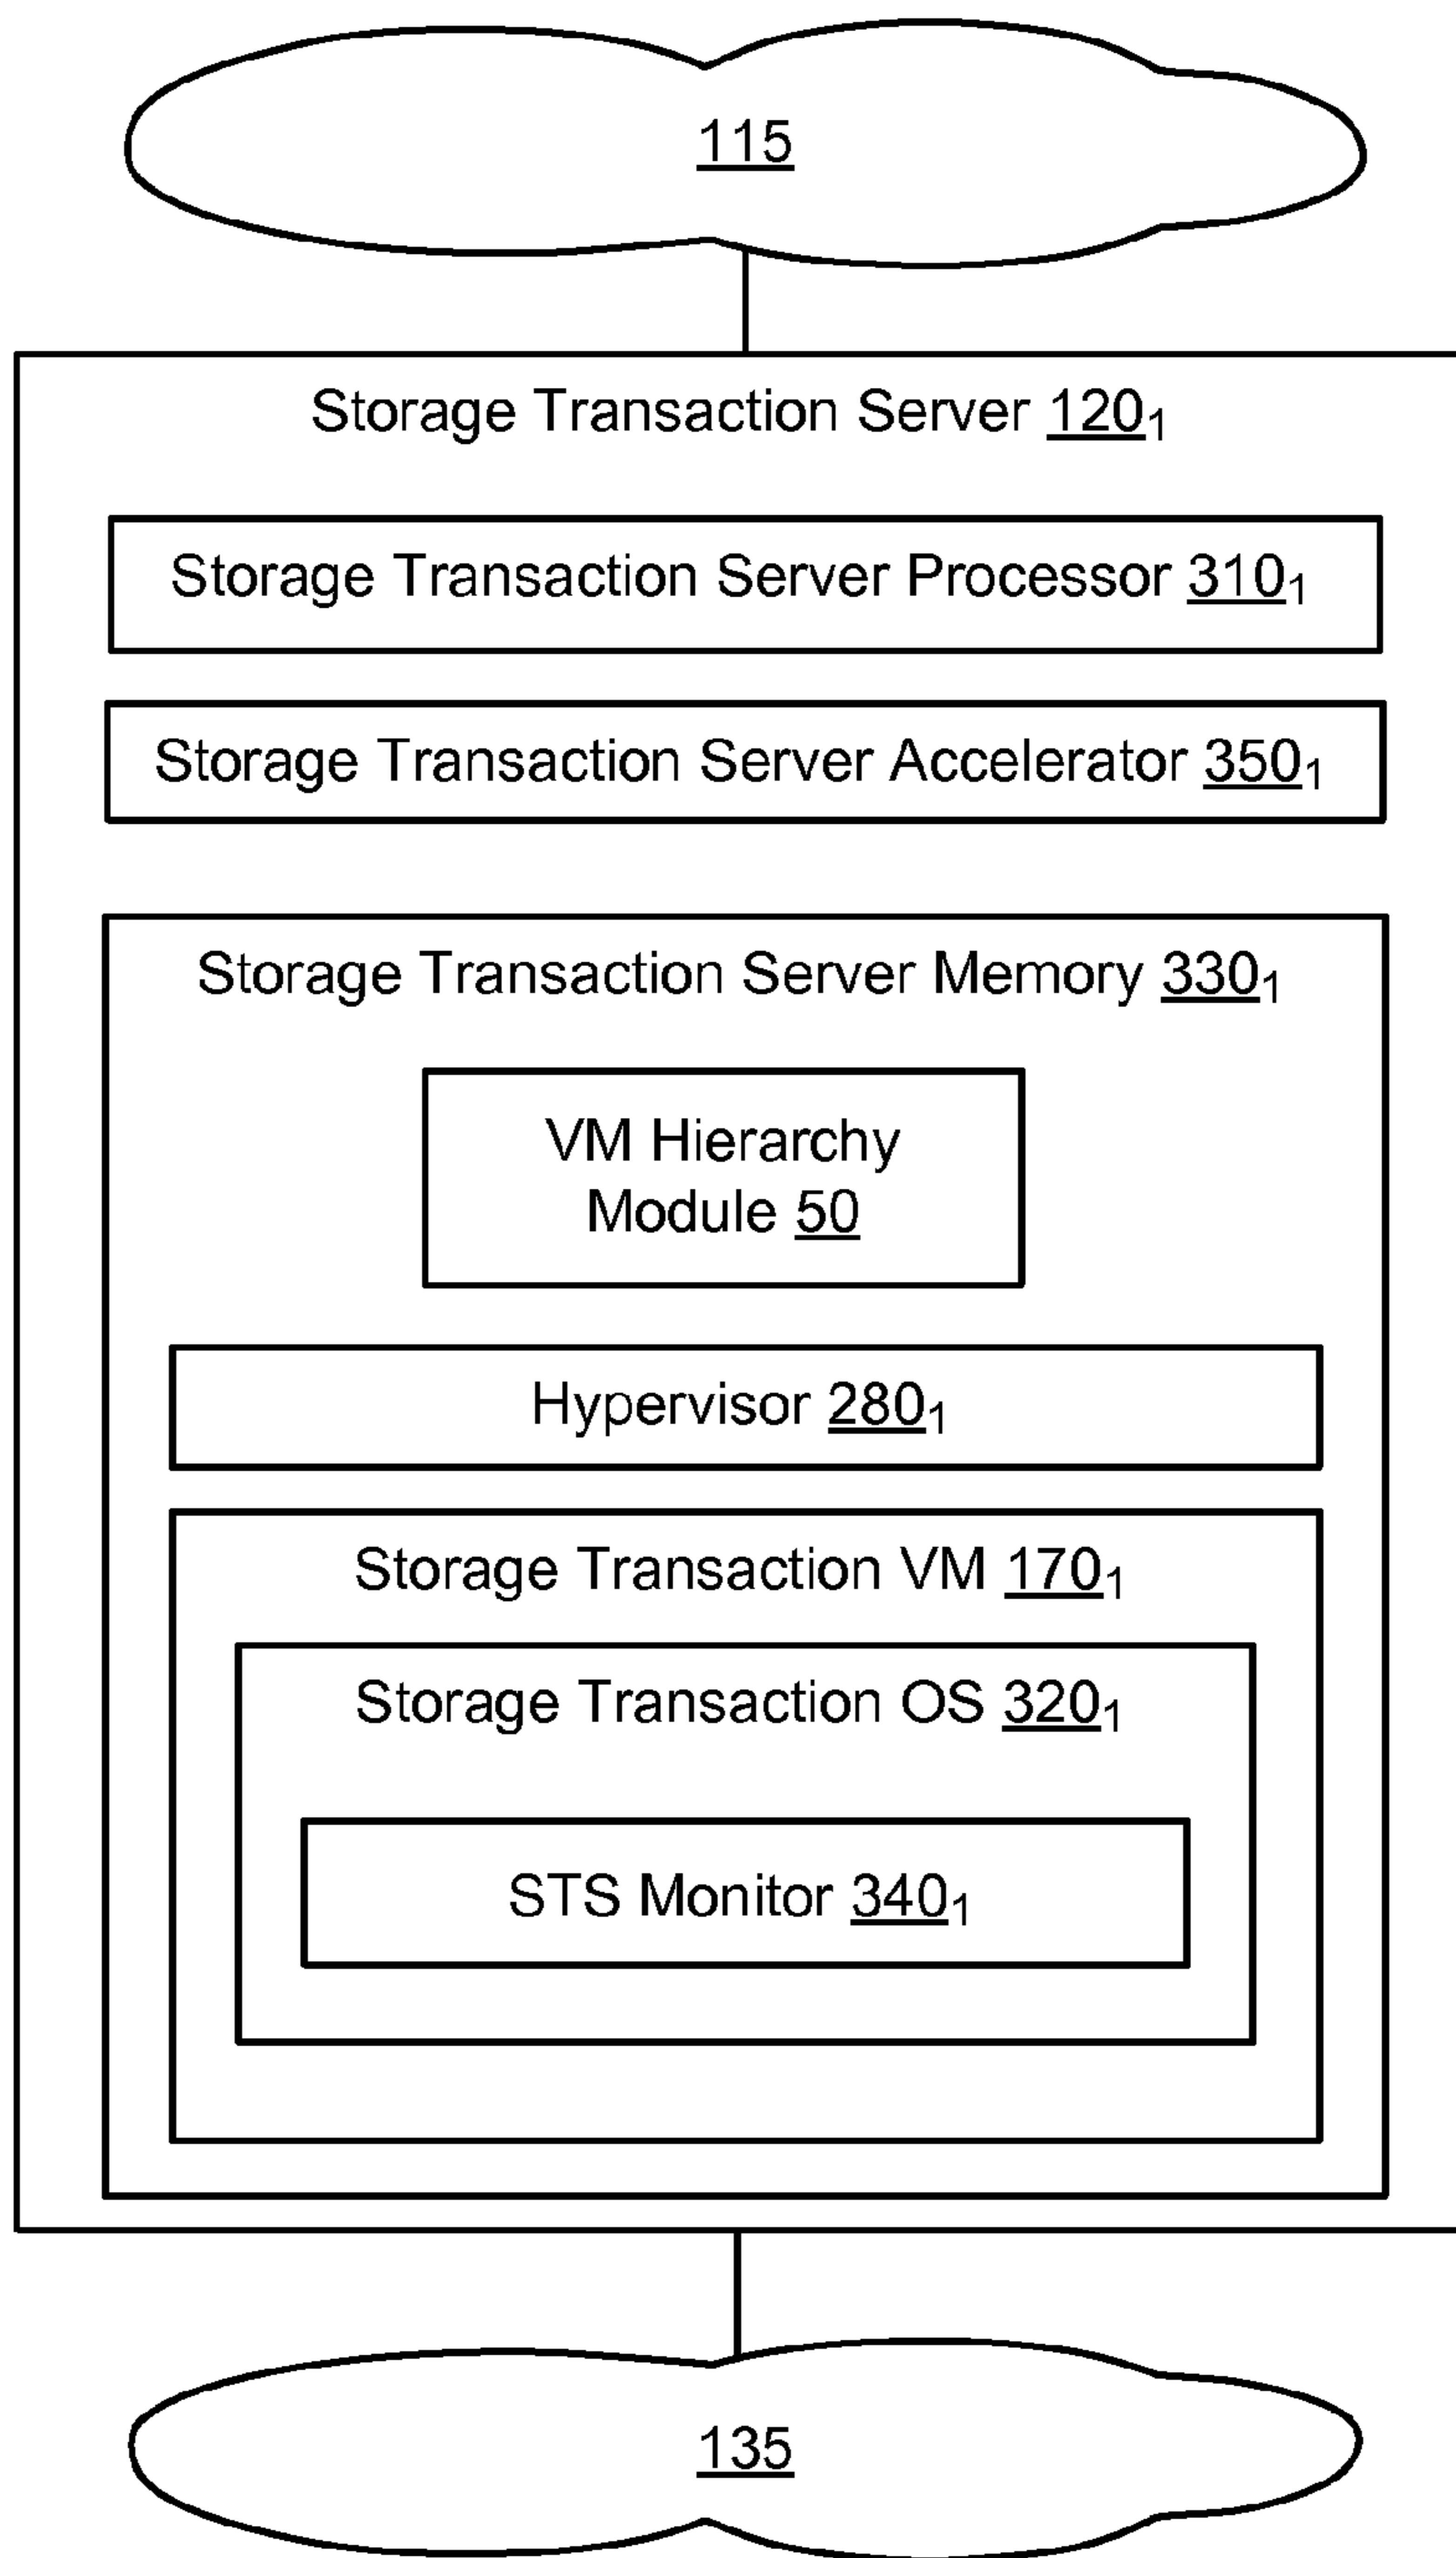 115
Storage Transaction Server 120₁
Storage Transaction Server Processor 310₁
Storage Transaction Server Accelerator 350₁
Storage Transaction Server Memory 330₁
VM Hierarchy
Module 50
Hypervisor 280₁
Storage Transaction VM 170₁
Storage Transaction OS 320₁
STS Monitor 340₁
135